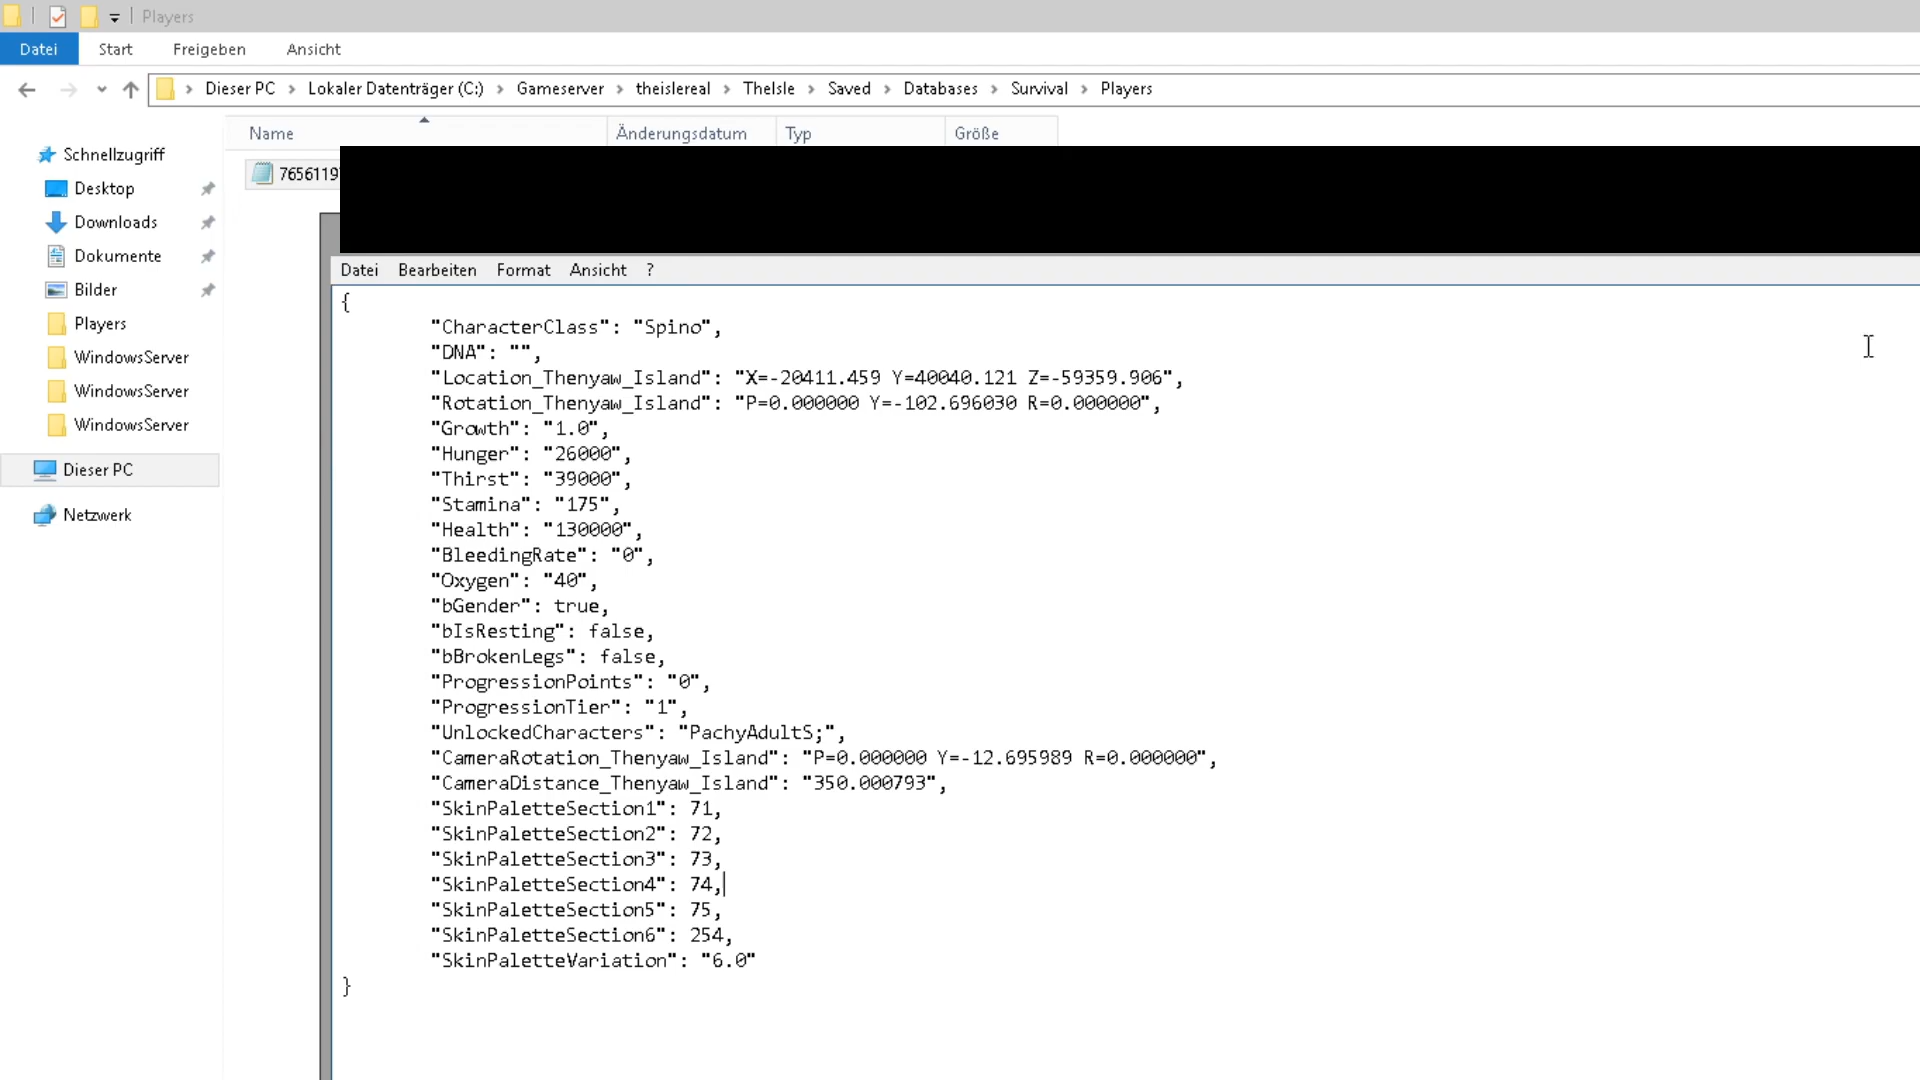 Players
Datei Start Freigeben Ansicht
Dieser PC Lokaler Datenträger (C:) Gameserver theislereal TheIsle Saved Databases Survival Players
Name Änderungsdatum Typ Größe
Schnellzugriff
Desktop
Downloads
Dokumente
Bilder
Players
WindowsServer
WindowsServer
WindowsServer
Dieser PC
Netzwerk
Datei Bearbeiten Format Ansicht ?
{
"CharacterClass": "Spino",
"DNA": "",
"Location_Thenyaw_Island": "X=-20411.459 Y=40040.121 Z=-59359.906",
"Rotation_Thenyaw_Island": "P=0.000000 Y=-102.696030 R=0.000000",
"Growth": "1.0",
"Hunger": "26000",
"Thirst": "39000",
"Stamina": "175",
"Health": "130000",
"BleedingRate": "0",
"Oxygen": "40",
"bGender": true,
"bIsResting": false,
"bBrokenLegs": false,
"ProgressionPoints": "0",
"ProgressionTier": "1",
"UnlockedCharacters": "PachyAdultS;",
"CameraRotation_Thenyaw_Island": "P=0.000000 Y=-12.695989 R=0.000000",
"CameraDistance_Thenyaw_Island": "350.000793",
"SkinPaletteSection1": 71,
"SkinPaletteSection2": 72,
"SkinPaletteSection3": 73,
"SkinPaletteSection4": 74,
"SkinPaletteSection5": 75,
"SkinPaletteSection6": 254,
"SkinPaletteVariation": "6.0"
}